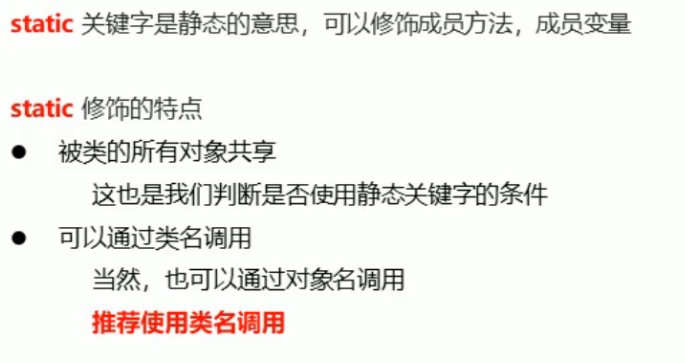 static 关键字是静态的意思，可以修饰成员方法，成员变量
static 修饰的特点
● 被类的所有对象共享
这也是我们判断是否使用静态关键字的条件
● 可以通过类名调用
当然，也可以通过对象名调用
推荐使用类名调用